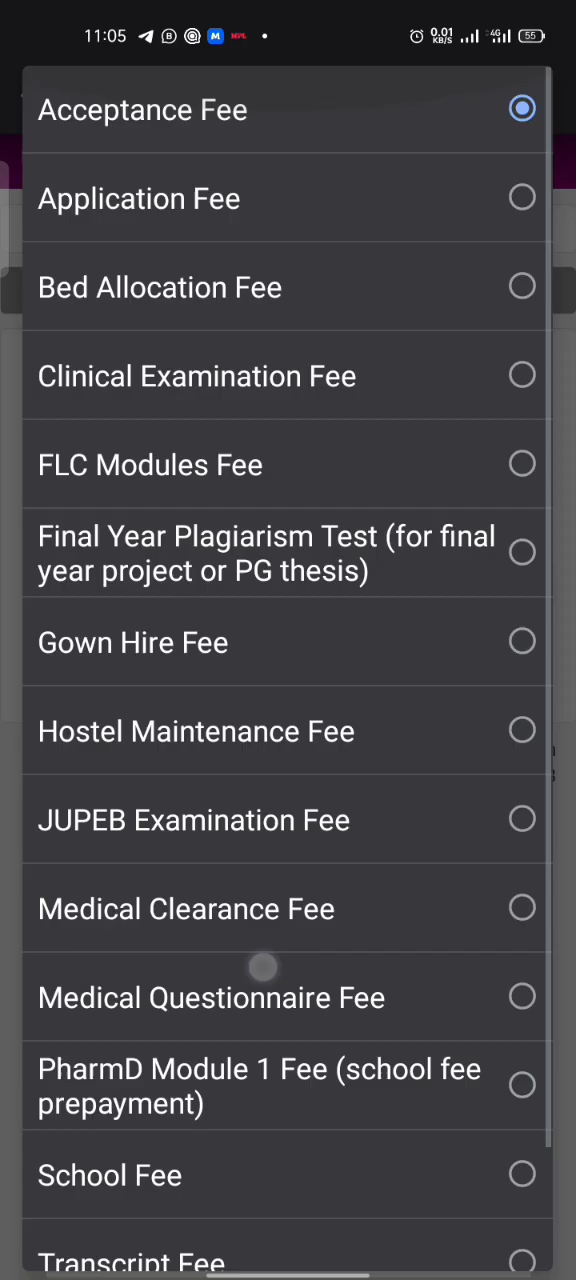 11:05
0.01
KB/S
4G
55
Acceptance Fee
Application Fee
Bed Allocation Fee
Clinical Examination Fee
FLC Modules Fee
Final Year Plagiarism Test (for final
year project or PG thesis)
Gown Hire Fee
Hostel Maintenance Fee
JUPEB Examination Fee
Medical Clearance Fee
Medical Questionnaire Fee
PharmD Module 1 Fee (school fee
prepayment)
School Fee
Transcript Fee